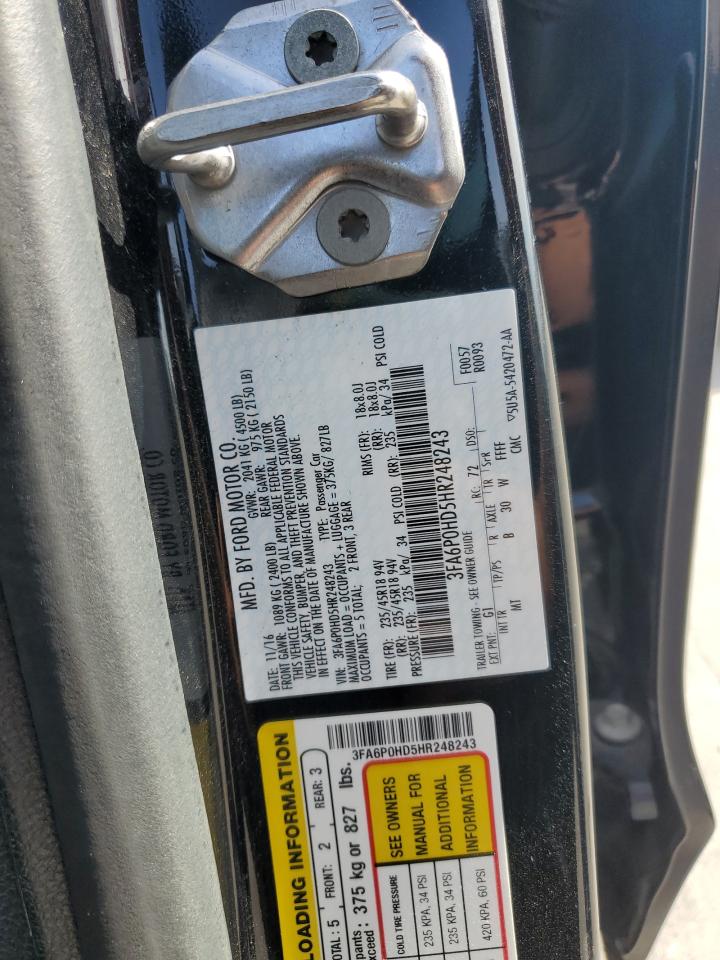 MFD. BY FORD MOTOR CO.
DATE: 11/16 GVWR: 2041 KG ( 4500 LB)
FRONT GAWR: 1089 KG ( 2400 LB) REAR GAWR: 975 KG ( 2150 LB)
THIS VEHICLE CONFORMS TO ALL APPLICABLE FEDERAL MOTOR
VEHICLE SAFETY, BUMPER, AND THEFT PREVENTION STANDARDS
IN EFFECT ON THE DATE OF MANUFACTURE SHOWN ABOVE.
VIN: 3FA6P0HD5HR248243 TYPE: Passenger Car
MAXIMUM LOAD = OCCUPANTS + LUGGAGE = 375KG/ 827LB
OCCUPANTS = 5 TOTAL; 2 FRONT, 3 REAR
TIRE (FR): 235/45R18 94V RIMS (FR): 18x8.0J
(RR): 235/45R18 94V (RR): 18x8.0J
PRESSURE (FR): 235 kPa/ 34 PSI COLD (RR): 235 kPa/ 34 PSI COLD
3FA6P0HD5HR248243
F0057
R0093
TRAILER TOWING - SEE OWNER GUIDE
EXT PNT: G1 RC: 72 DSO:
INT TR TP/PS R AXLE TR SrR
MT B 30 W FFFF
CMC ▽5U5A-5420472-AA
LOADING INFORMATION
TOTAL : 5 FRONT: 2 REAR: 3
375 kg or 827 lbs.
3FA6P0HD5HR248243
COLD TIRE PRESSURE
235 KPA, 34 PSI
235 KPA, 34 PSI
420 KPA, 60 PSI
SEE OWNERS
MANUAL FOR
ADDITIONAL
INFORMATION